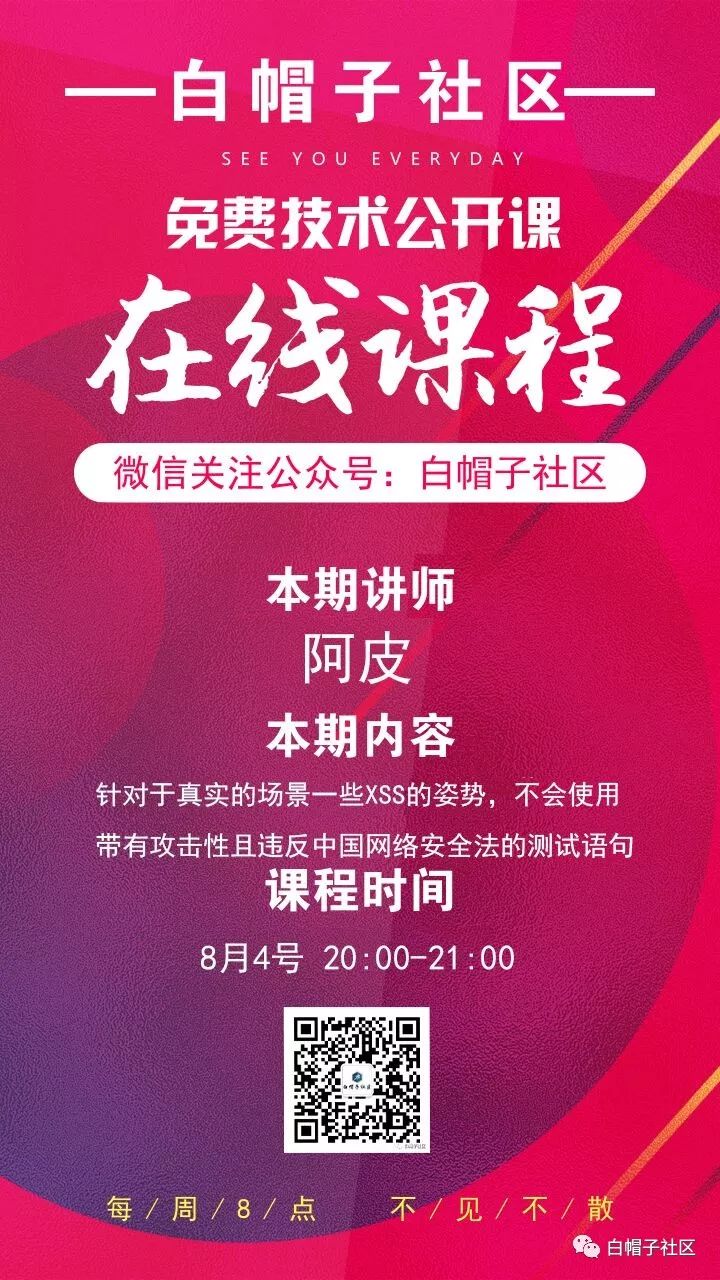 白帽子社区
SEE YOU EVERYDAY
免费技术公开课
在线课程
微信关注公众号：白帽子社区
本期讲师
阿皮
本期内容
针对于真实的场景一些XSS的姿势，不会使用
带有攻击性且违反中国网络安全法的测试语句
课程时间
8月4号 20:00-21:00
白帽子社区
每/周/8/点 不/见/不/散
白帽子社区